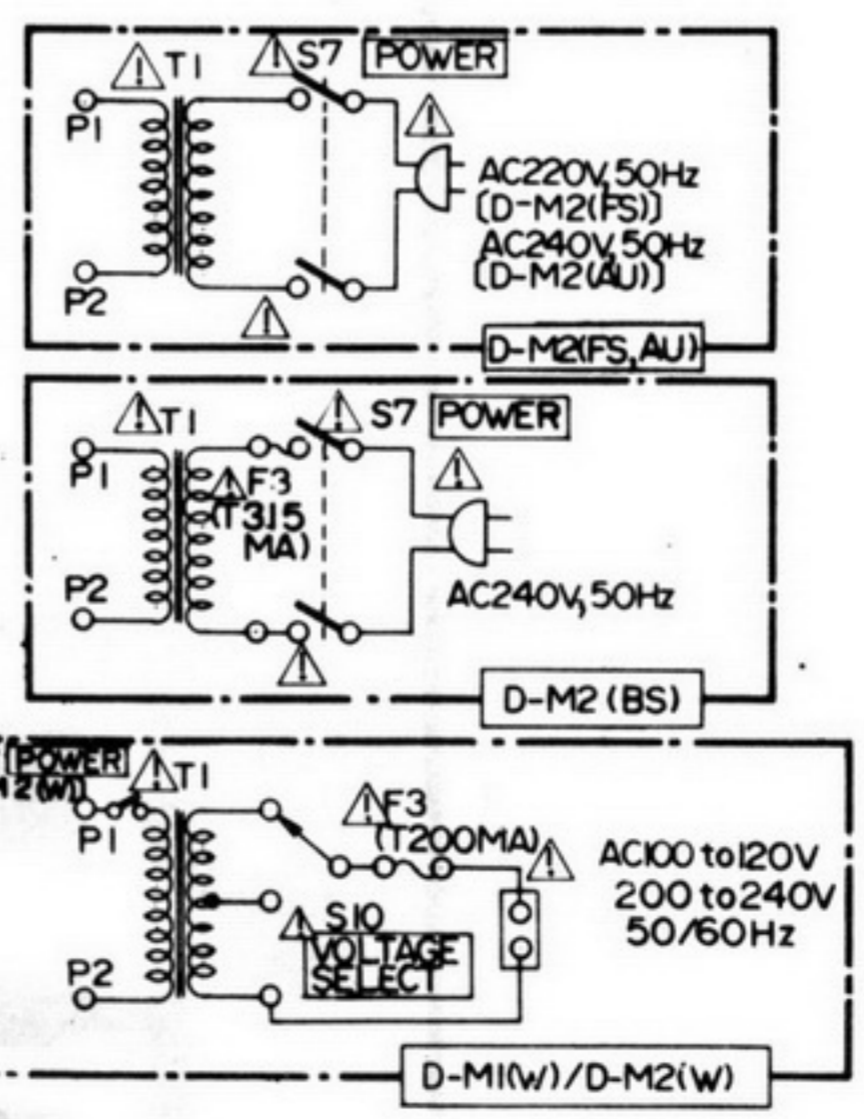 T1
S7
POWER
P1
AC220V,50Hz
[D-M2(FS)]
AC240V,50Hz
[D-M2(AU)]
P2
D-M2(FS,AU)
T1
S7 POWER
P1
F3
(T315
MA)
P2
AC240V,50Hz
D-M2(BS)
POWER
T1
P1
F3
(T200MA)
AC100 to 120V
200 to 240V
50/60Hz
S10
VOLTAGE
SELECT
P2
D-M1(W)/D-M2(W)